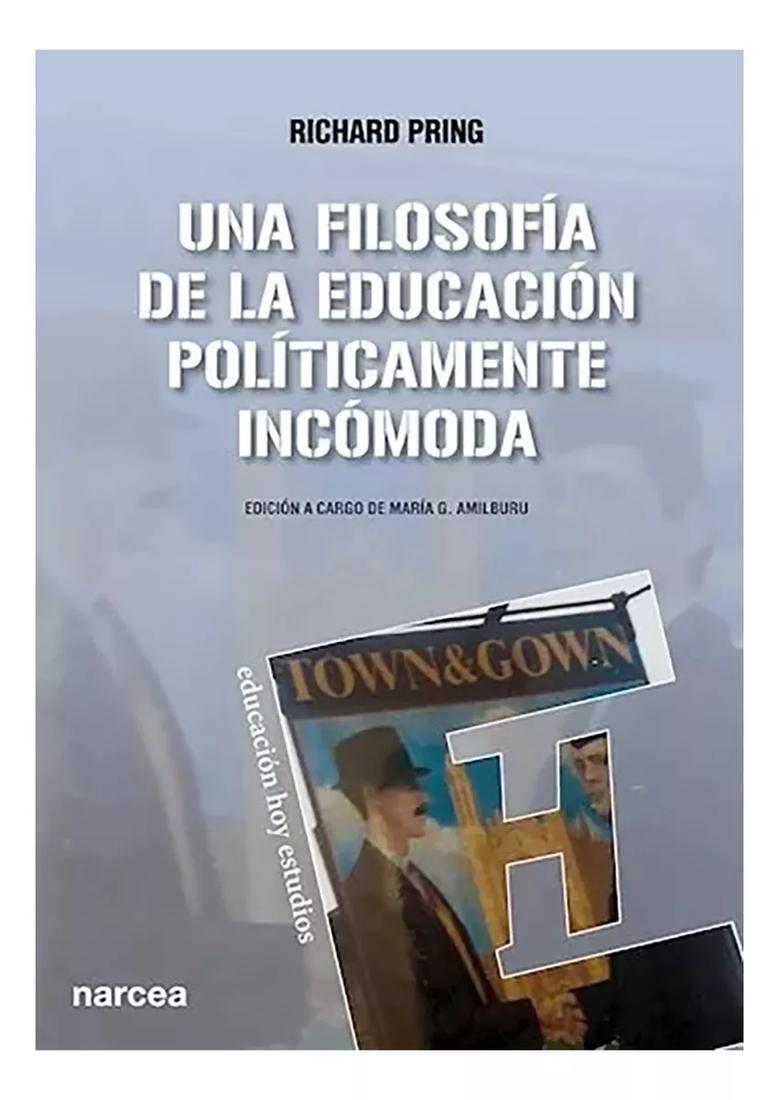 RICHARD PRING
UNA FILOSOFÍA
DE LA EDUCACIÓN
POLÍTICAMENTE
INCÓMODA
EDICIÓN A CARGO DE MARÍA G. AMILBURU
TOWN&GOWN
educación hoy estudios
H
narcea